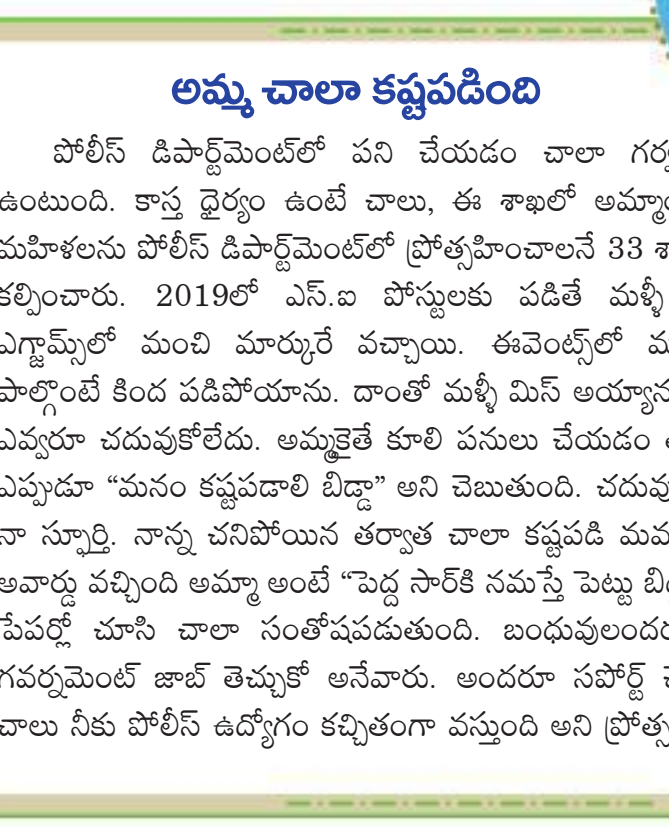 అమ్మ చాలా కష్టపడింది
పోలీస్ డిపార్ట్‌మెంట్‌లో పని చేయడం చాలా
ఉంటుంది. కాస్త ధైర్యం ఉంటే చాలు, ఈ శాఖలో
మహిళలను పోలీస్ డిపార్ట్‌మెంట్‌లో ప్రోత్సహించాలనే 33
కల్పించారు. 2019లో ఎస్.ఐ పోస్టులకు పడితే మళ్ళీ
ఎగ్జామ్స్‌లో మంచి మార్కురే వచ్చాయి. ఈవెంట్స్‌లో
పాల్గొంటే కింద పడిపోయాను. దాంతో మళ్ళీ మిస్
ఎవ్వరూ చదువుకోలేదు. అమ్మకైతే కూలి పనులు చేయడం
ఎప్పుడూ “మనం కష్టపడాలి బిడ్డా” అని చెబుతుంది.
నా స్ఫూర్తి. నాన్న చనిపోయిన తర్వాత చాలా కష్టపడి
అవార్డు వచ్చింది అమ్మా అంటే “పెద్ద సార్‌కి నమస్తే పెట్టు
పేపర్లో చూసి చాలా సంతోషపడుతుంది.
గవర్నమెంట్ జాబ్ తెచ్చుకో అనేవారు. అందరూ సపోర్ట్
చాలు నీకు పోలీస్ ఉద్యోగం కచ్చితంగా వస్తుంది అని